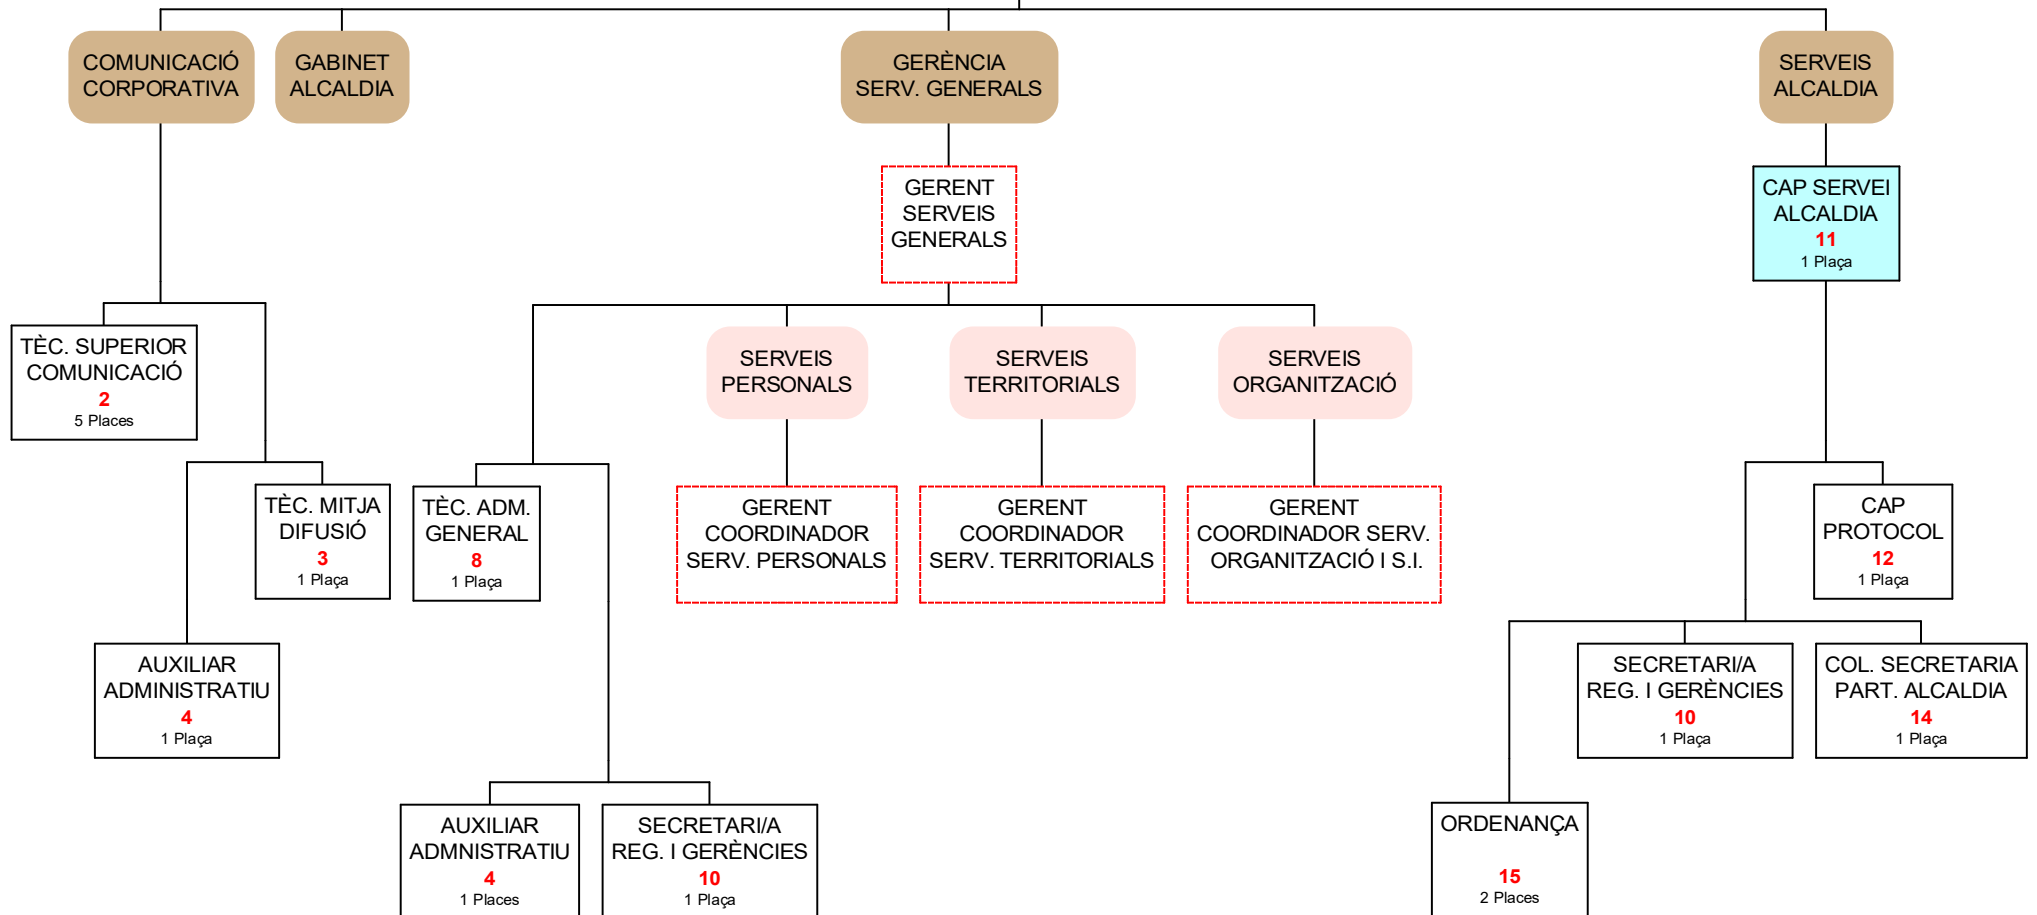 COMUNICACIÓ
CORPORATIVA
GABINET
ALCALDIA
GERÈNCIA
SERV. GENERALS
SERVEIS
ALCALDIA
GERENT
SERVEIS
GENERALS
CAP SERVEI
ALCALDIA
11
1 Plaça
TÈC. SUPERIOR
COMUNICACIÓ
2
5 Places
SERVEIS
PERSONALS
SERVEIS
TERRITORIALS
SERVEIS
ORGANITZACIÓ
TÈC. MITJA
DIFUSIÓ
3
1 Plaça
TÈC. ADM.
GENERAL
8
1 Plaça
GERENT
COORDINADOR
SERV. PERSONALS
GERENT
COORDINADOR
SERV. TERRITORIALS
GERENT
COORDINADOR SERV.
ORGANITZACIÓ I S.I.
CAP
PROTOCOL
12
1 Plaça
AUXILIAR
ADMINISTRATIU
4
1 Plaça
SECRETARI/A
REG. I GERÈNCIES
10
1 Plaça
COL. SECRETARIA
PART. ALCALDIA
14
1 Plaça
AUXILIAR
ADMNISTRATIU
4
1 Places
SECRETARI/A
REG. I GERÈNCIES
10
1 Plaça
ORDENANÇA
15
2 Places